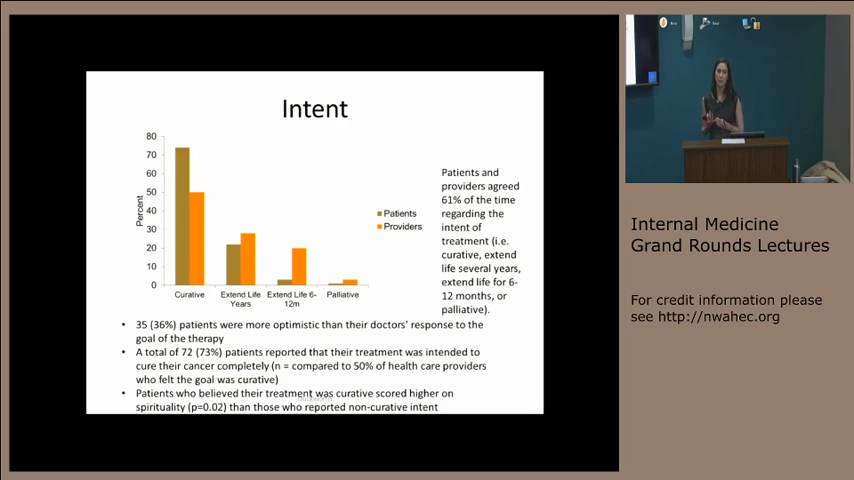 Intent
80
70
60
50
40
30
20
10
0
Percent
Curative
Extend Life
Years
Extend Life 6-
12m
Palliative
Patients
Providers
Patients and
providers agreed
61% of the time
regarding the
intent of
treatment (i.e.
curative, extend
life several years,
extend life for 6-
12 months, or
palliative).
• 35 (36%) patients were more optimistic than their doctors' response to the
goal of the therapy
• A total of 72 (73%) patients reported that their treatment was intended to
cure their cancer completely (n = compared to 50% of health care providers
who felt the goal was curative)
• Patients who believed their treatment was curative scored higher on
spirituality (p=0.02) than those who reported non-curative intent
Internal Medicine
Grand Rounds Lectures
For credit information please
see http://nwahec.org